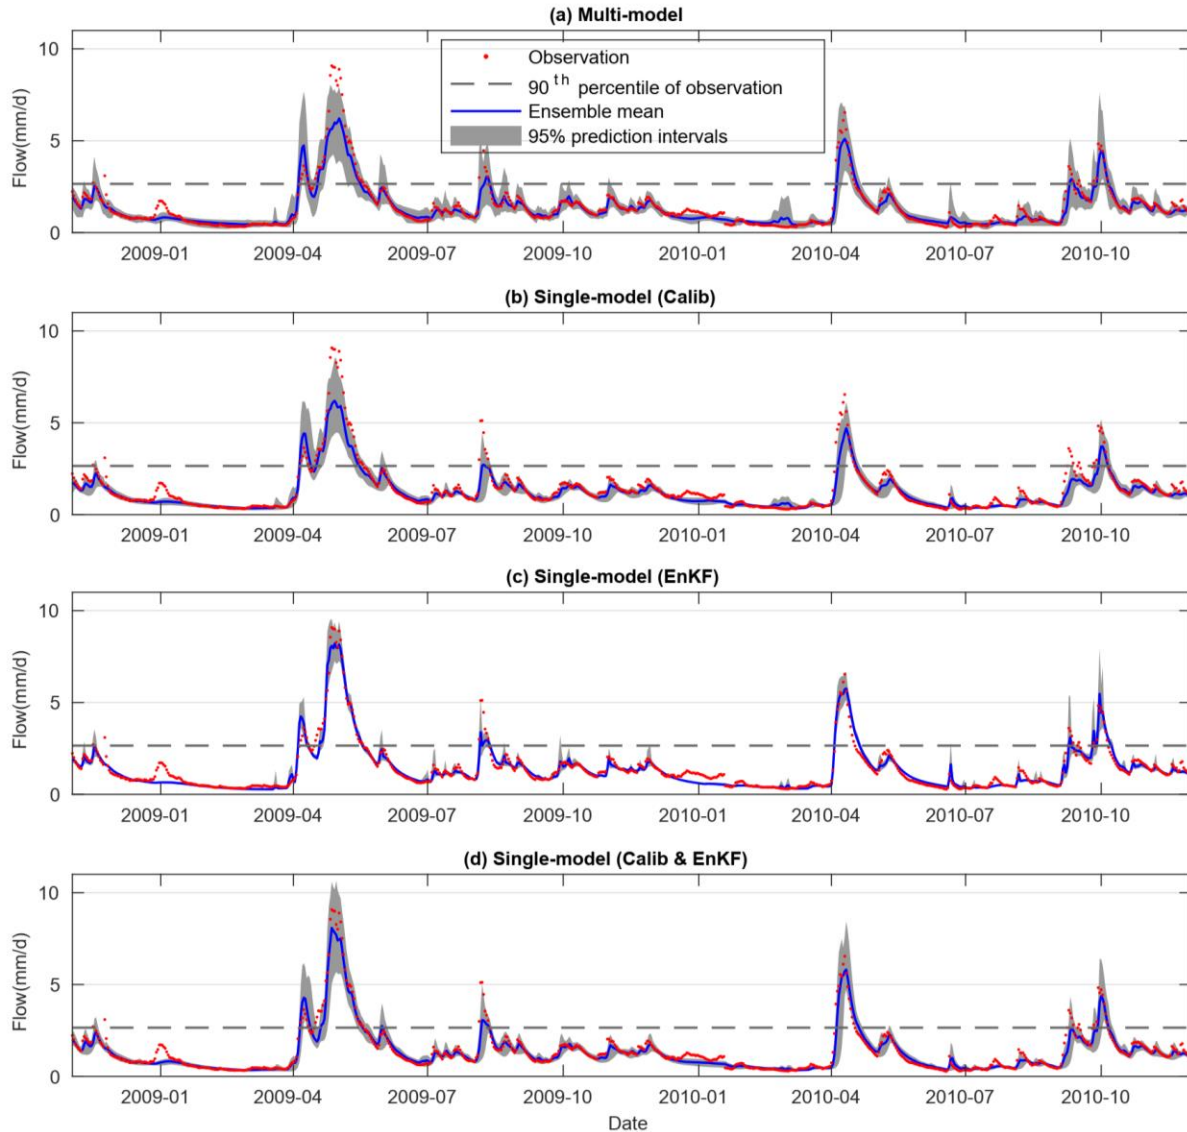 (a) Multi-model
Flow(mm/d)
10
5
0
Observation
90th percentile of observation
Ensemble mean
95% prediction intervals
2009-01 2009-04 2009-07 2009-10 2010-01 2010-04 2010-07 2010-10
(b) Single-model (Calib)
Flow(mm/d)
10
5
0
2009-01 2009-04 2009-07 2009-10 2010-01 2010-04 2010-07 2010-10
(c) Single-model (EnKF)
Flow(mm/d)
10
5
0
2009-01 2009-04 2009-07 2009-10 2010-01 2010-04 2010-07 2010-10
(d) Single-model (Calib & EnKF)
Flow(mm/d)
10
5
0
2009-01 2009-04 2009-07 2009-10 2010-01 2010-04 2010-07 2010-10
Date